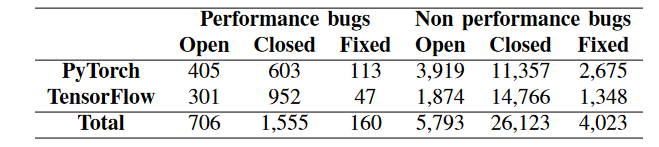 Performance bugs Non performance bugs
Open Closed Fixed Open Closed Fixed
PyTorch 405 603 113 3,919 11,357 2,675
TensorFlow 301 952 47 1,874 14,766 1,348
Total 706 1,555 160 5,793 26,123 4,023